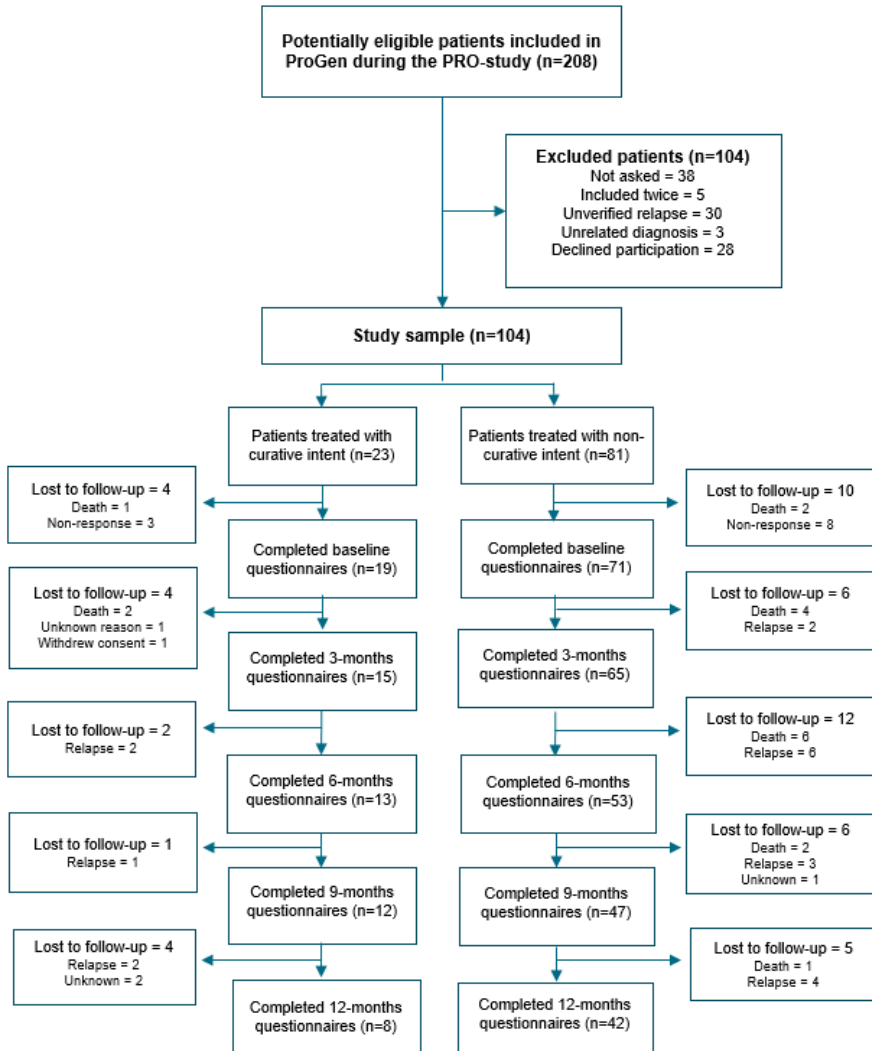 Potentially eligible patients included in
ProGen during the PRO-study (n=208)
Excluded patients (n=104)
Not asked = 38
Included twice = 5
Unverified relapse = 30
Unrelated diagnosis = 3
Declined participation = 28
Study sample (n=104)
Patients treated with
curative intent (n=23)
Patients treated with non-
curative intent (n=81)
Lost to follow-up = 4
Death = 1
Non-response = 3
Lost to follow-up = 10
Death = 2
Non-response = 8
Completed baseline
questionnaires (n=19)
Completed baseline
questionnaires (n=71)
Lost to follow-up = 4
Death = 2
Unknown reason = 1
Withdrew consent = 1
Lost to follow-up = 6
Death = 4
Relapse = 2
Completed 3-months
questionnaires (n=15)
Completed 3-months
questionnaires (n=65)
Lost to follow-up = 2
Relapse = 2
Lost to follow-up = 12
Death = 6
Relapse = 6
Completed 6-months
questionnaires (n=13)
Completed 6-months
questionnaires (n=53)
Lost to follow-up = 1
Relapse = 1
Lost to follow-up = 6
Death = 2
Relapse = 3
Unknown = 1
Completed 9-months
questionnaires (n=12)
Completed 9-months
questionnaires (n=47)
Lost to follow-up = 4
Relapse = 2
Unknown = 2
Lost to follow-up = 5
Death = 1
Relapse = 4
Completed 12-months
questionnaires (n=8)
Completed 12-months
questionnaires (n=42)